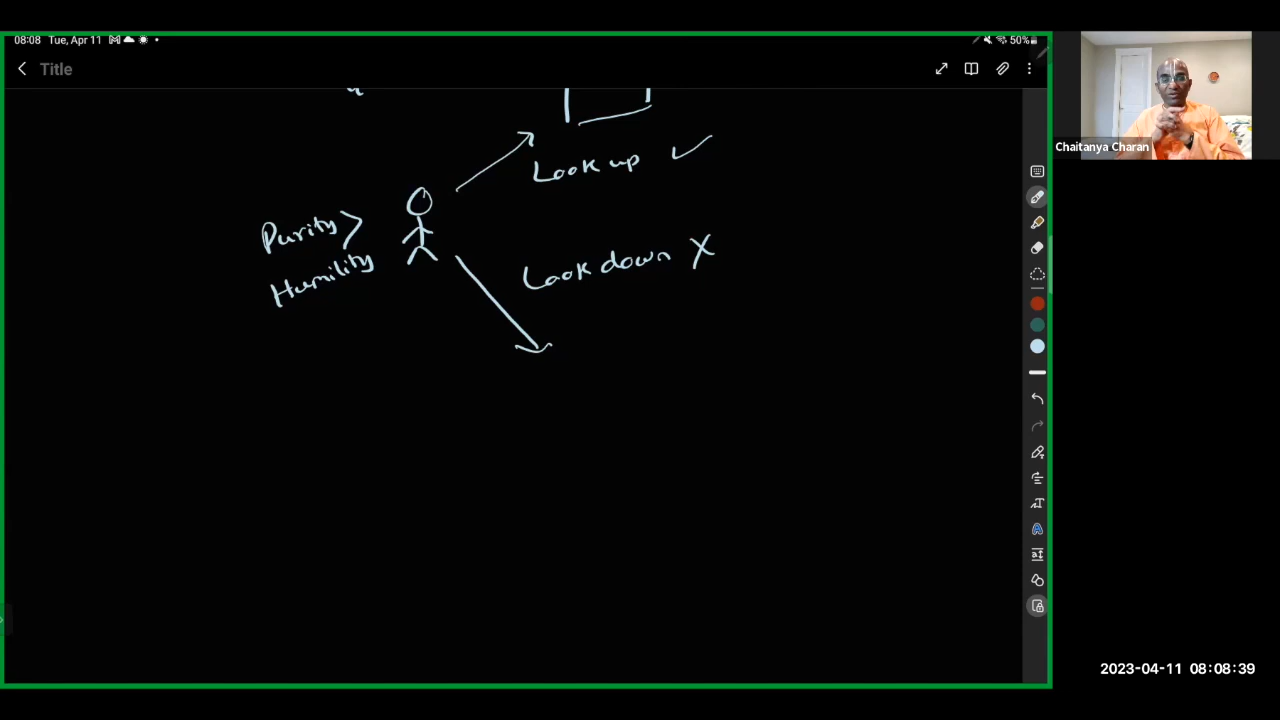 08:08 Tue, Apr 11
50%
Title
Look up ✓
Purity >
Humility
Look down X
Chaitanya Charan
2023-04-11 08:08:39